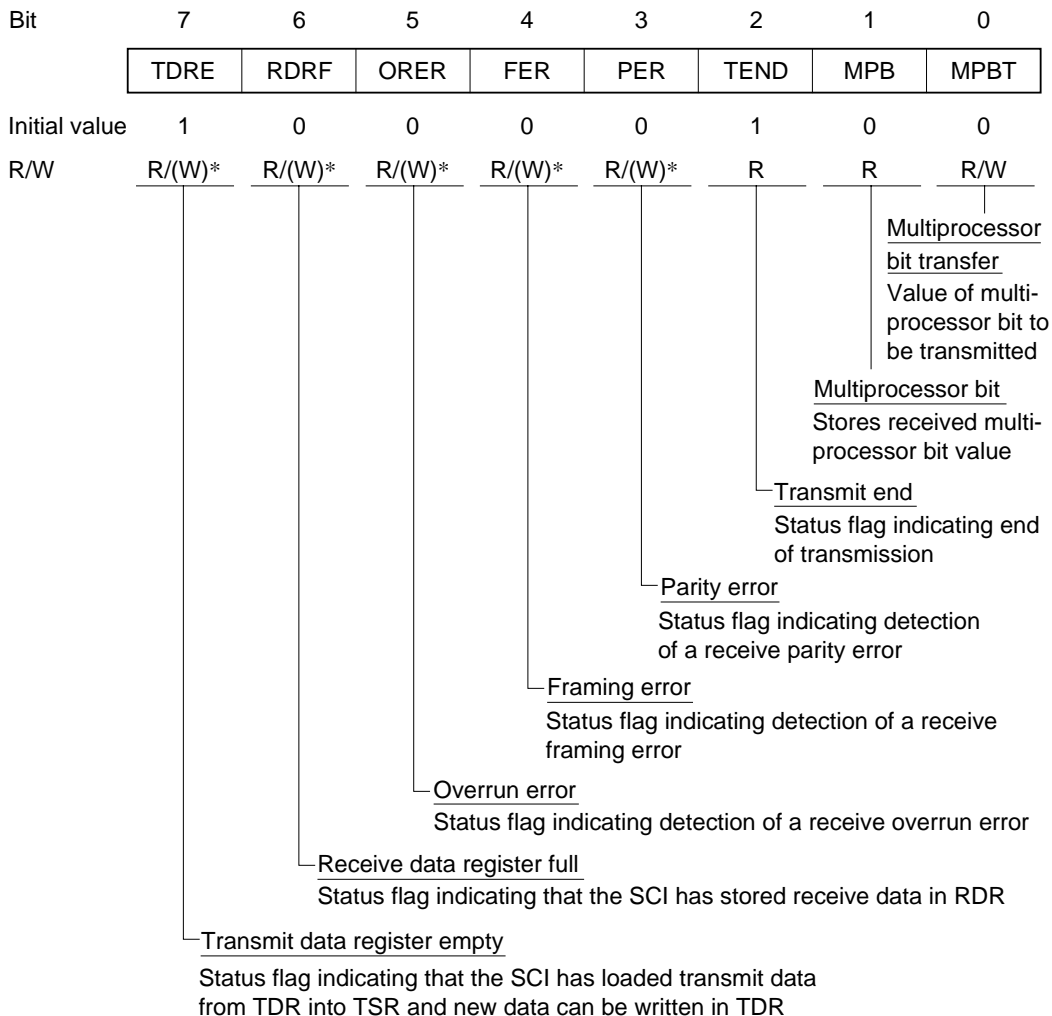 Bit 7 6 5 4 3 2 1 0
TDRE RDRF ORER FER PER TEND MPB MPBT
Initial value 1 0 0 0 0 1 0 0
R/W R/(W)* R/(W)* R/(W)* R/(W)* R/(W)* R R R/W
Multiprocessor
bit transfer
Value of multi-
processor bit to
be transmitted
Multiprocessor bit
Stores received multi-
processor bit value
Transmit end
Status flag indicating end
of transmission
Parity error
Status flag indicating detection
of a receive parity error
Framing error
Status flag indicating detection of a receive
framing error
Overrun error
Status flag indicating detection of a receive overrun error
Receive data register full
Status flag indicating that the SCI has stored receive data in RDR
Transmit data register empty
Status flag indicating that the SCI has loaded transmit data
from TDR into TSR and new data can be written in TDR